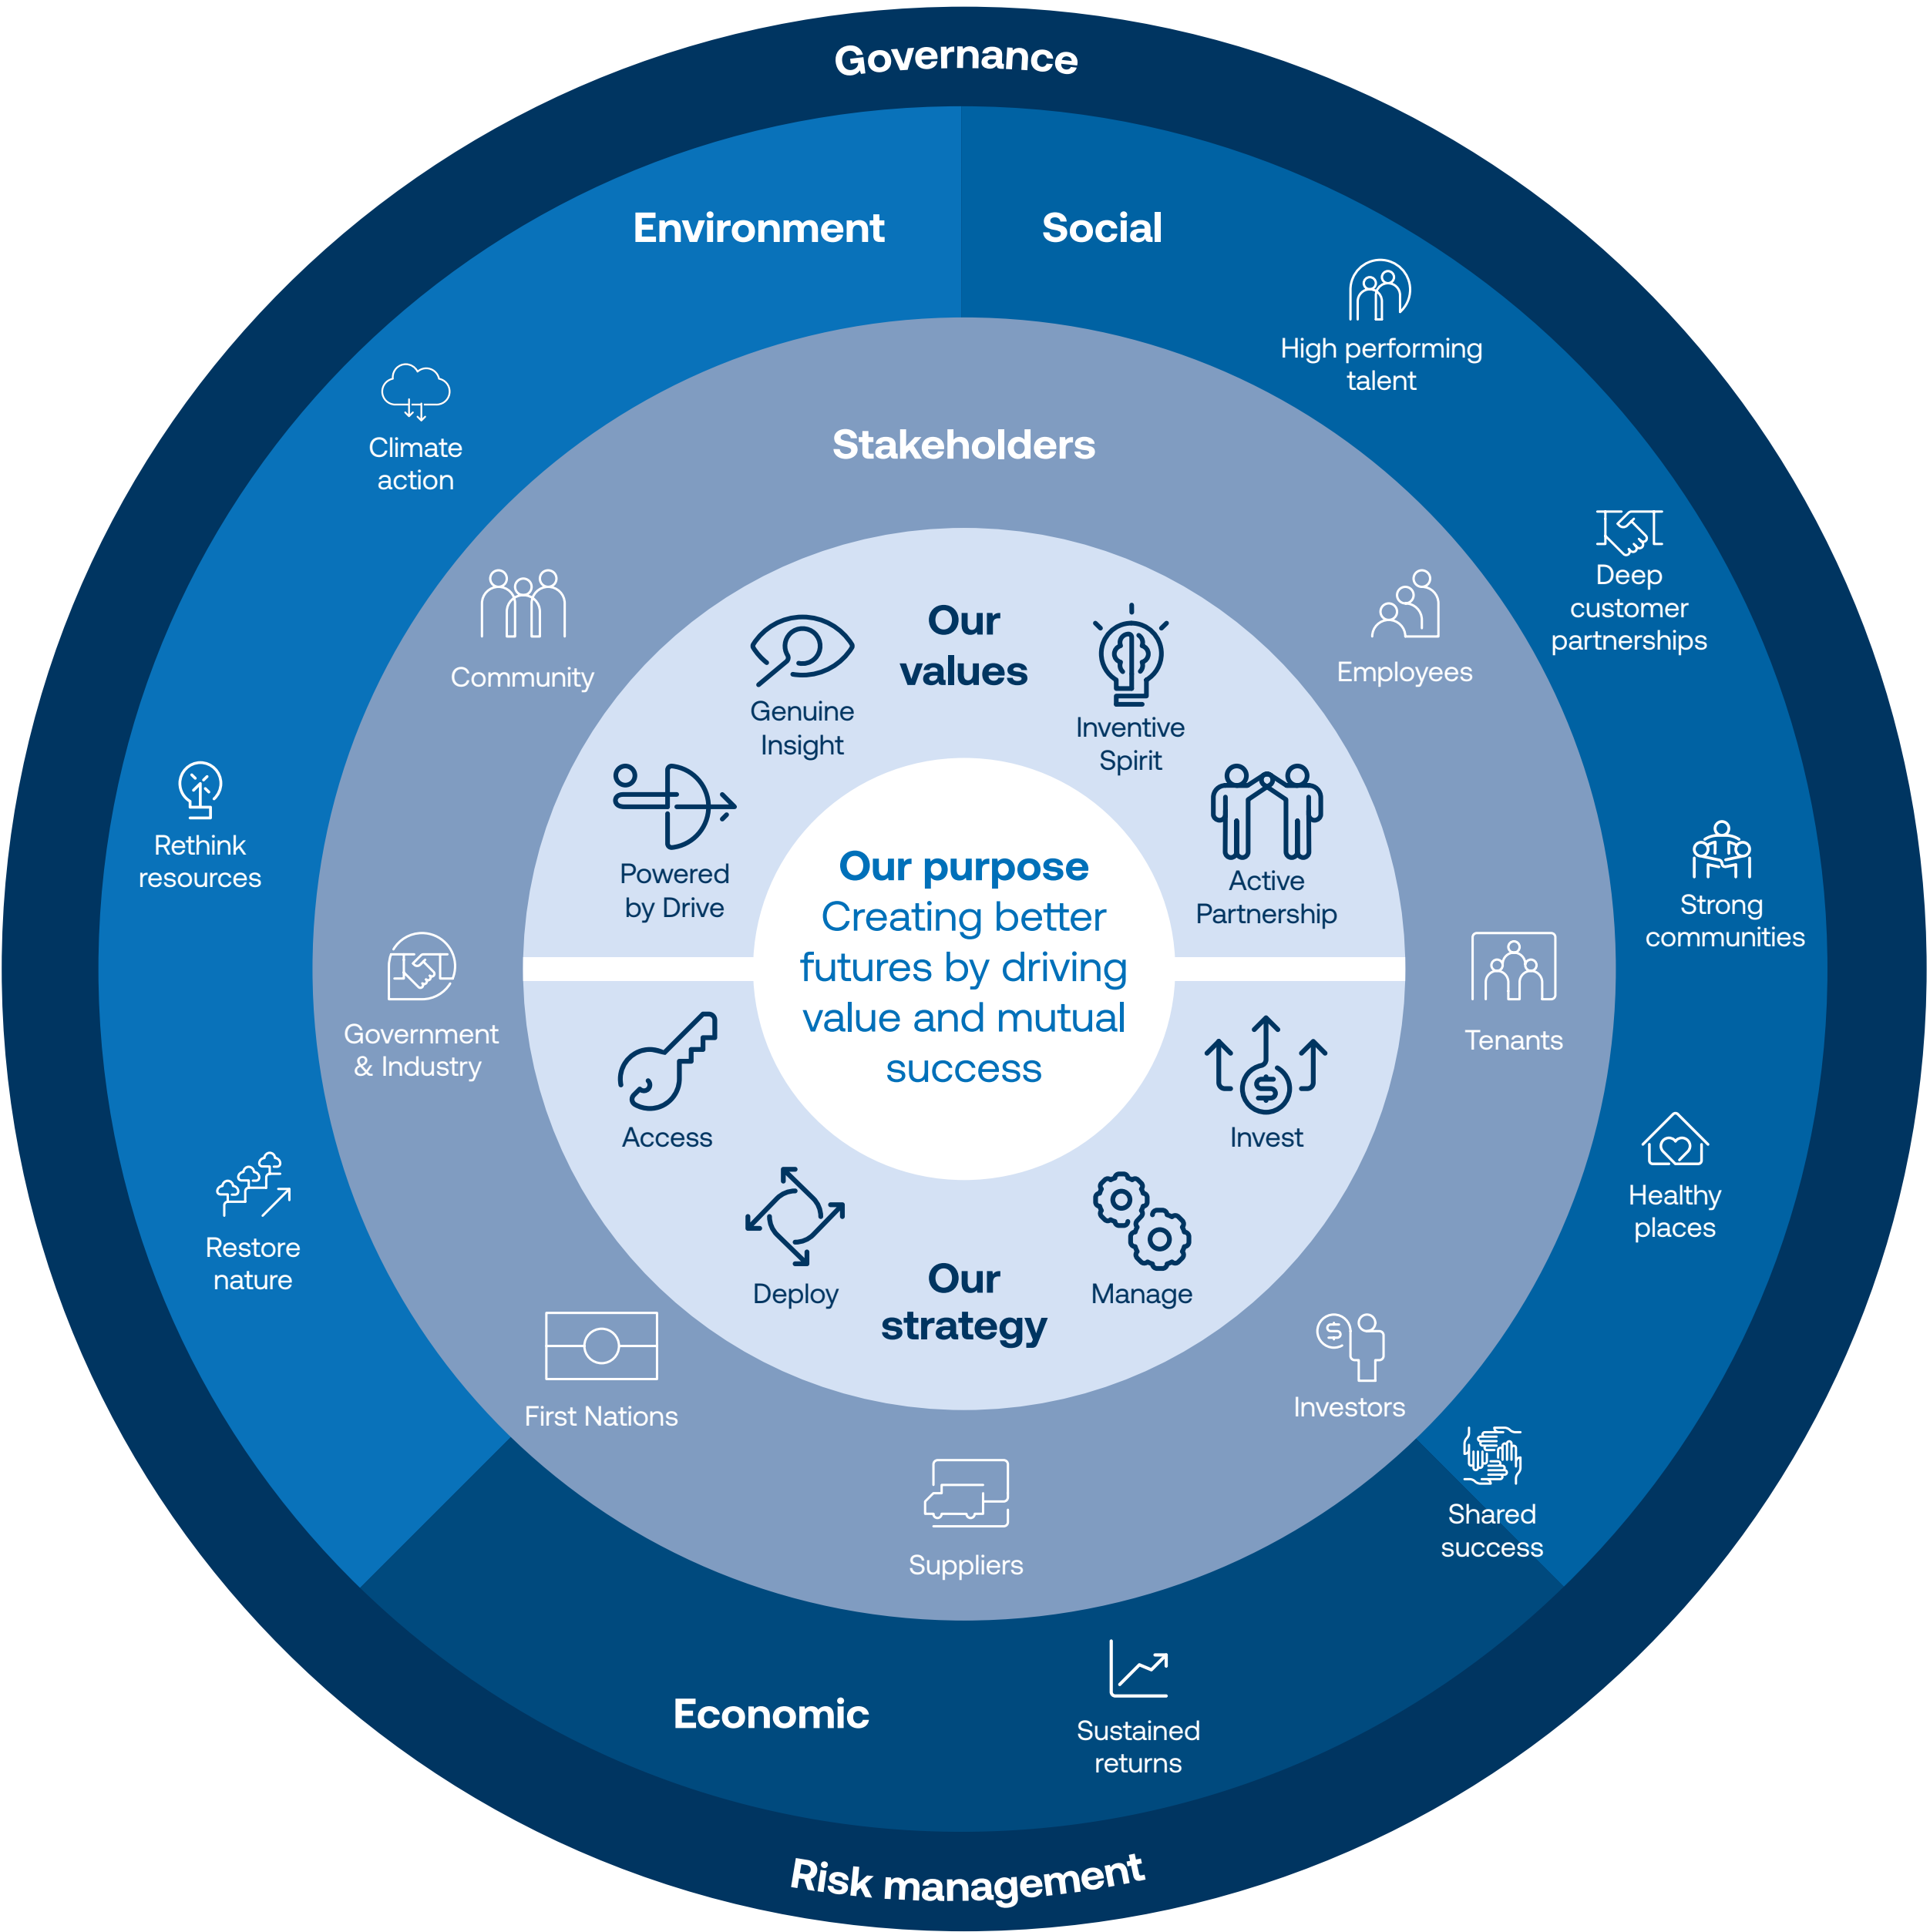 Governance
Environment
Social
High performing
talent
Climate
action
Stakeholders
Deep
customer
partnerships
Community
Employees
Our
values
Genuine
Insight
Inventive
Spirit
Rethink
resources
Powered
by Drive
Active
Partnership
Strong
communities
Our purpose
Creating better
futures by driving
value and mutual
success
Government
& Industry
Tenants
Access
Invest
Healthy
places
Restore
nature
Deploy
Manage
Our
strategy
First Nations
Investors
Shared
success
Suppliers
Economic
Sustained
returns
Risk management